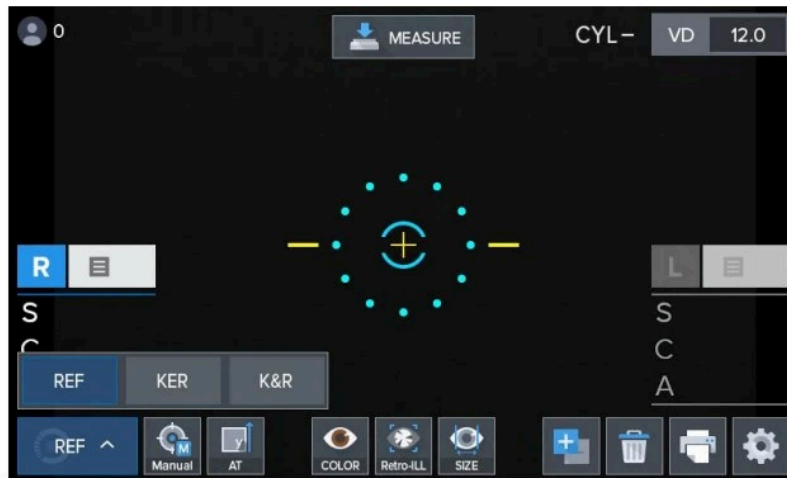 0
MEASURE
CYL−
VD 12.0
R
L
S
C
S
C
A
REF KER K&R
REF
M
Manual
y
AT
COLOR
Retro-ILL
SIZE